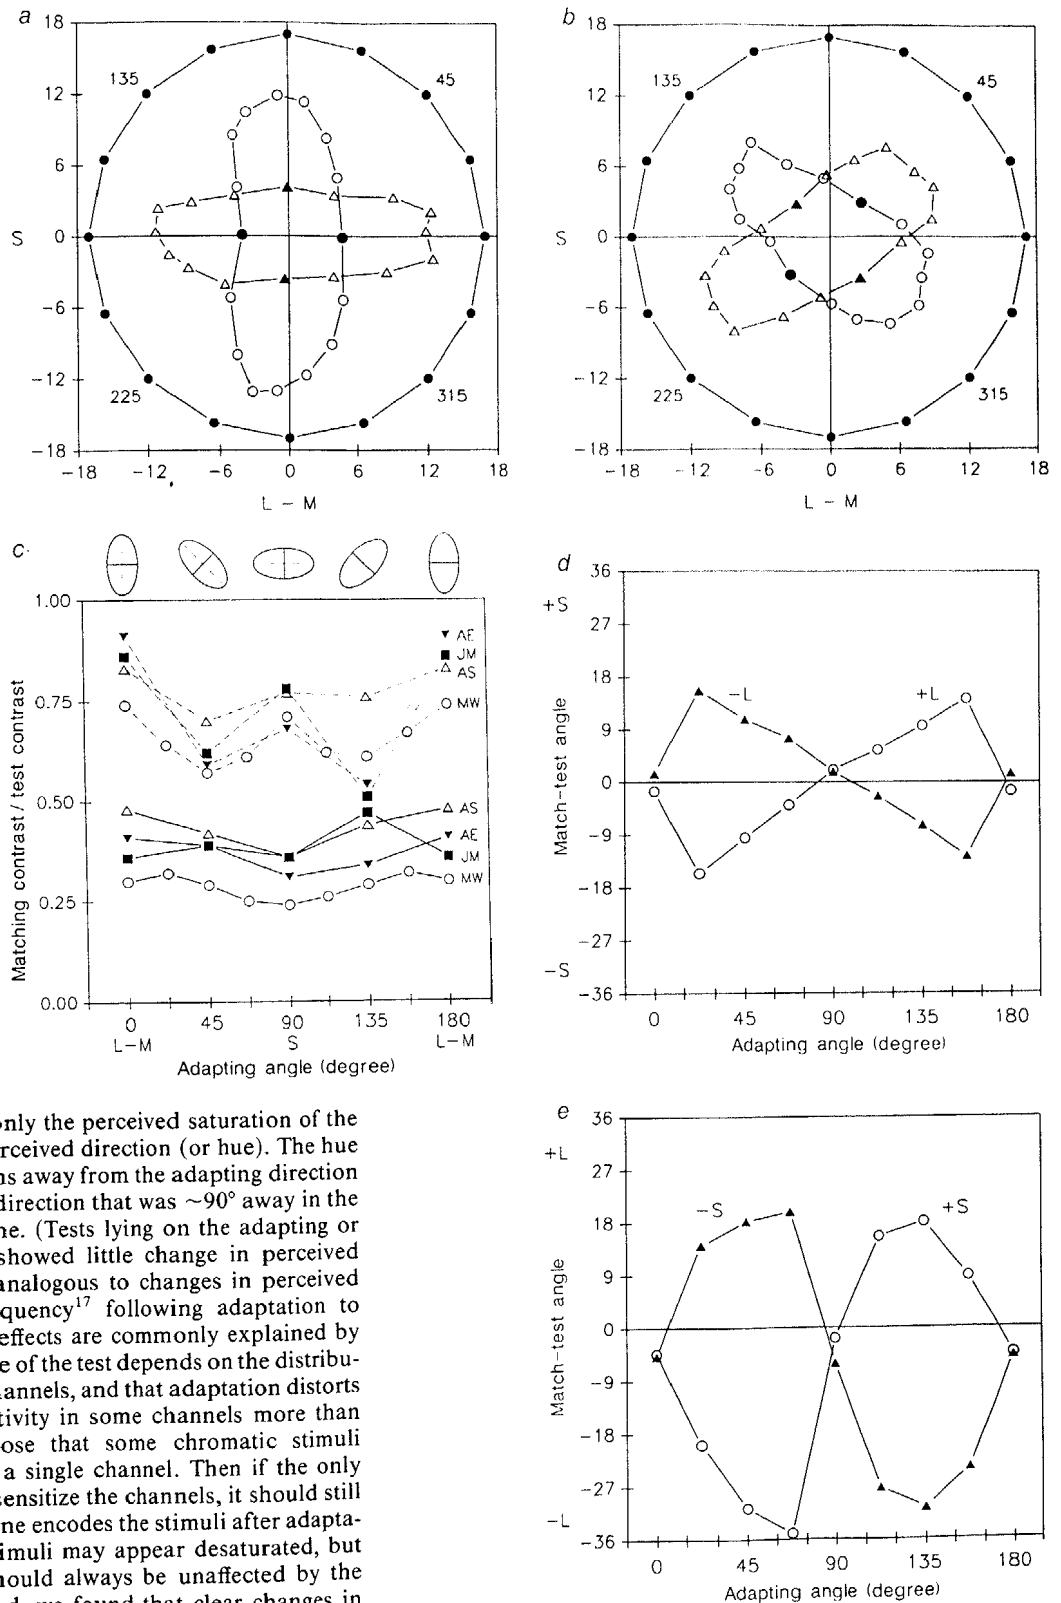 a
18
12
6
S 0
−6
−12
−18
135
45
225
315
−18 −12 −6 0 6 12 18
L − M
b
18
12
6
S 0
−6
−12
−18
135
45
225
315
−18 −12 −6 0 6 12 18
L − M
c
1.00
0.75
0.50
0.25
0.00
Matching contrast / test contrast
AE
JM
AS
MW
AS
AE
JM
MW
0 45 90 135 180
L−M S L−M
Adapting angle (degree)
d
36
+S
27
18
9
0
−9
−18
−27
−S
−36
Match−test angle
−L
+L
0 45 90 135 180
Adapting angle (degree)
only the perceived saturation of the
rceived direction (or hue). The hue
ns away from the adapting direction
direction that was ~90° away in the
ne. (Tests lying on the adapting or
showed little change in perceived
analogous to changes in perceived
quency17 following adaptation to
effects are commonly explained by
e of the test depends on the distribu-
annels, and that adaptation distorts
tivity in some channels more than
ose that some chromatic stimuli
a single channel. Then if the only
sensitize the channels, it should still
ne encodes the stimuli after adapta-
timuli may appear desaturated, but
hould always be unaffected by the
d, we found that clear changes in
e
36
+L
27
18
9
0
−9
−18
−27
−L
−36
Match−test angle
−S
+S
0 45 90 135 180
Adapting angle (degree)